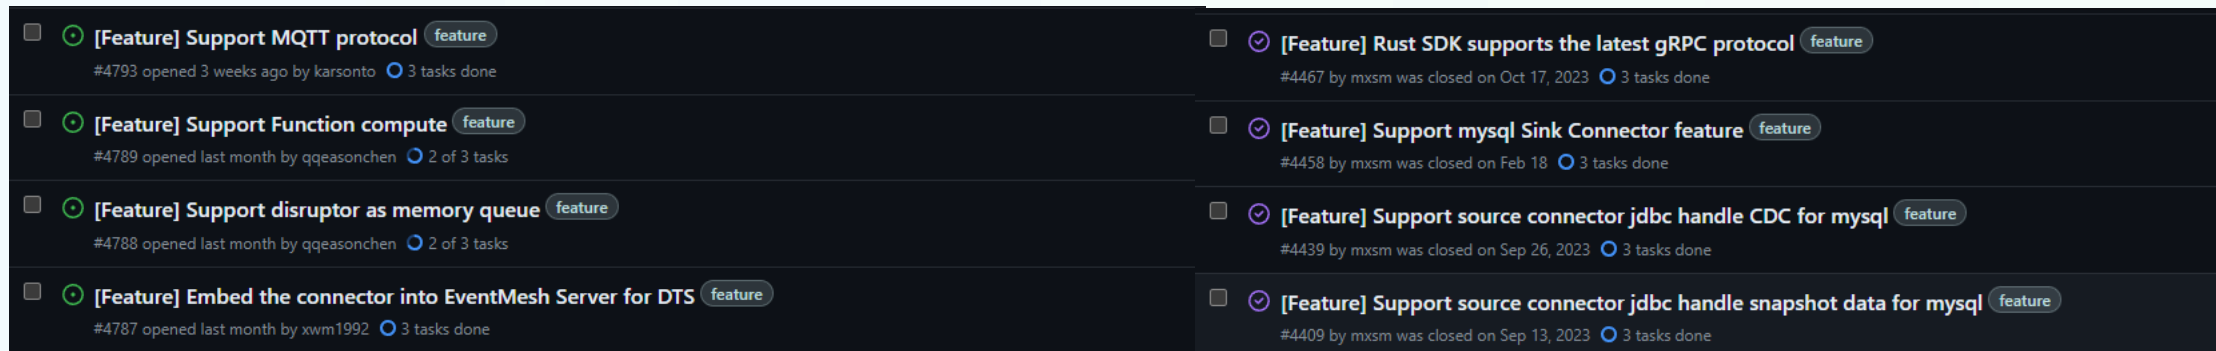 [Feature] Support MQTT protocol feature
#4793 opened 3 weeks ago by karsonto 3 tasks done
[Feature] Support Function compute feature
#4789 opened last month by qqeasonchen 2 of 3 tasks
[Feature] Support disruptor as memory queue feature
#4788 opened last month by qqeasonchen 2 of 3 tasks
[Feature] Embed the connector into EventMesh Server for DTS feature
#4787 opened last month by xwm1992 3 tasks done
[Feature] Rust SDK supports the latest gRPC protocol feature
#4467 by mxsm was closed on Oct 17, 2023 3 tasks done
[Feature] Support mysql Sink Connector feature feature
#4458 by mxsm was closed on Feb 18 3 tasks done
[Feature] Support source connector jdbc handle CDC for mysql feature
#4439 by mxsm was closed on Sep 26, 2023 3 tasks done
[Feature] Support source connector jdbc handle snapshot data for mysql feature
#4409 by mxsm was closed on Sep 13, 2023 3 tasks done